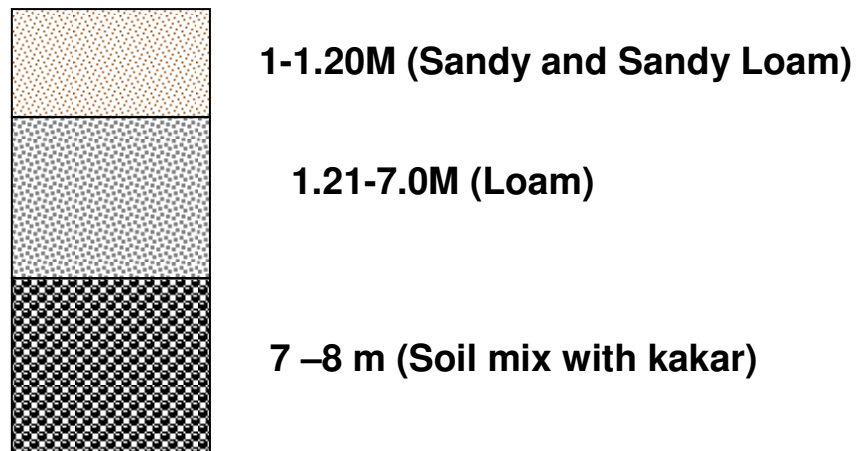 1-1.20M (Sandy and Sandy Loam)
1.21-7.0M (Loam)
7 –8 m (Soil mix with kakar)